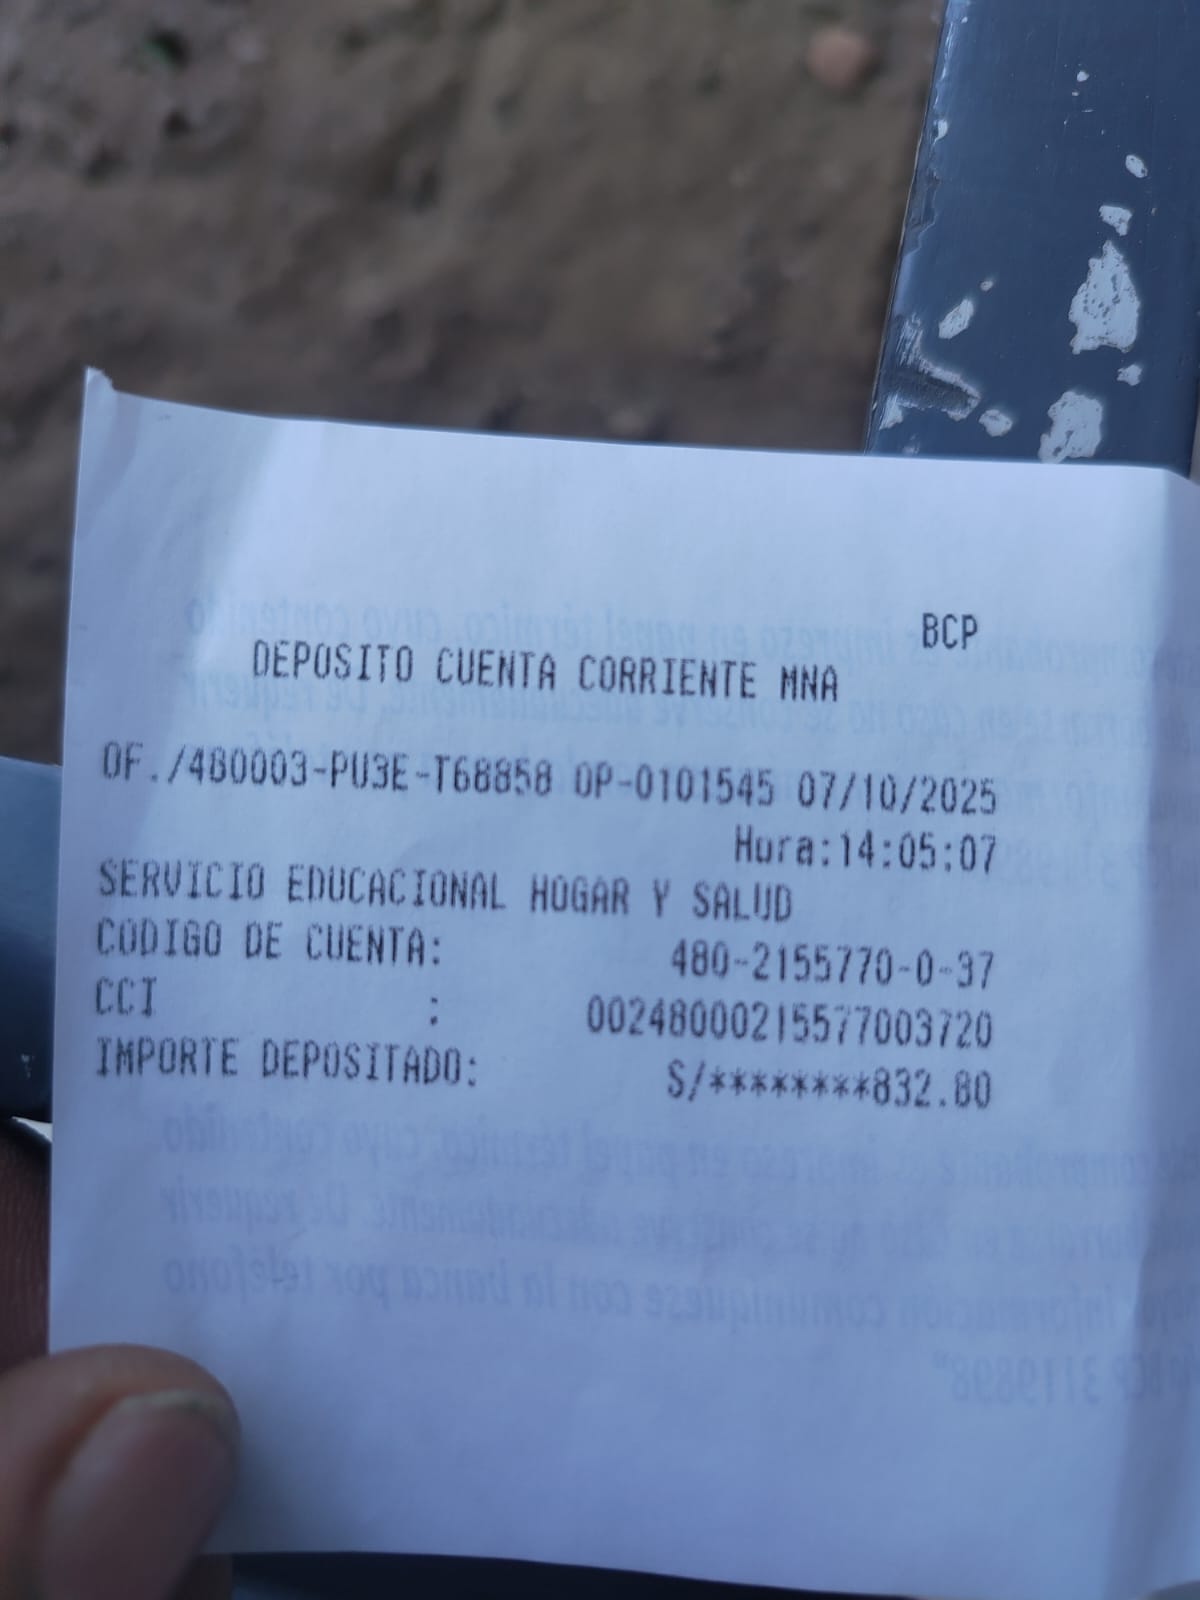 BCP
DEPOSITO CUENTA CORRIENTE MNA
OF./480003-PU3E-T68858 OP-0101545 07/10/2025
Hora:14:05:07
SERVICIO EDUCACIONAL HOGAR Y SALUD
CODIGO DE CUENTA: 480-2155770-0-37
CCI : 00248000215577003720
IMPORTE DEPOSITADO: S/********832.80